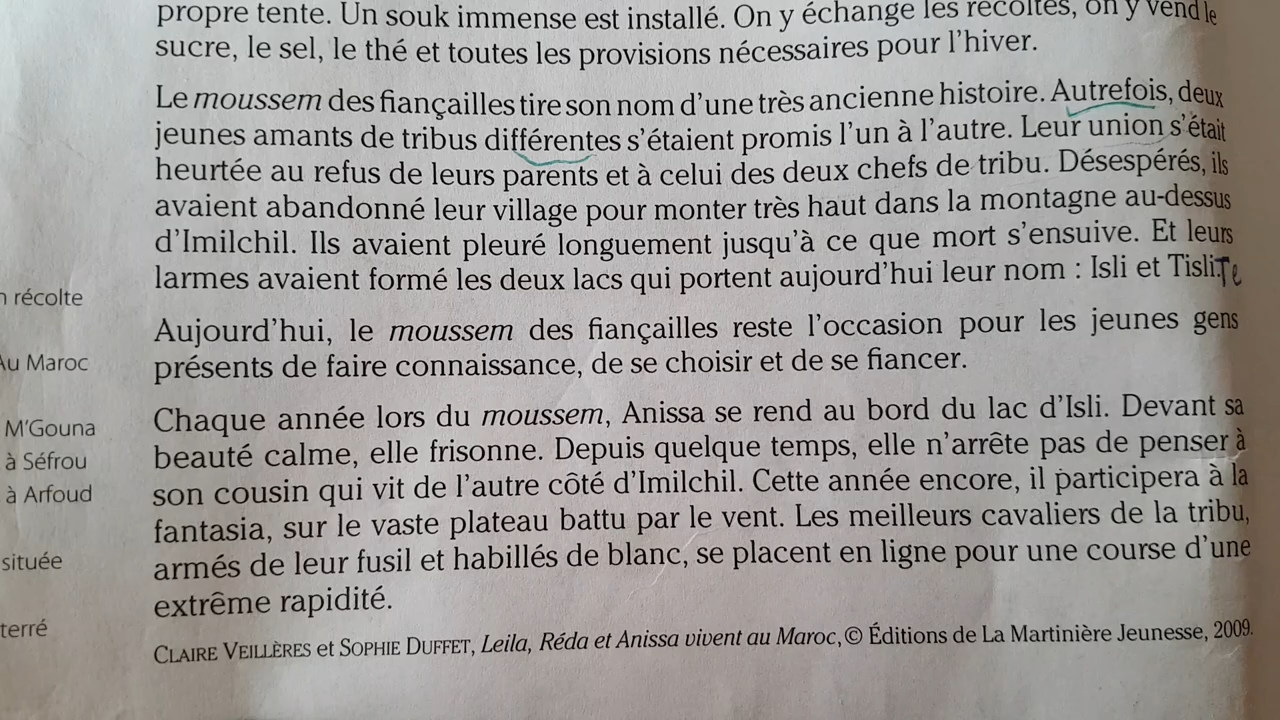 propre tente. Un souk immense est installé. On y échange les récoltes, on y vend le
sucre, le sel, le thé et toutes les provisions nécessaires pour l'hiver.
Le moussem des fiançailles tire son nom d'une très ancienne histoire. Autrefois, deux
jeunes amants de tribus différentes s'étaient promis l'un à l'autre. Leur union s'était
heurtée au refus de leurs parents et à celui des deux chefs de tribu. Désespérés, ils
avaient abandonné leur village pour monter très haut dans la montagne au-dessus
d'Imilchil. Ils avaient pleuré longuement jusqu'à ce que mort s'ensuive. Et leurs
larmes avaient formé les deux lacs qui portent aujourd'hui leur nom : Isli et Tislite
Aujourd'hui, le moussem des fiançailles reste l'occasion pour les jeunes gens
présents de faire connaissance, de se choisir et de se fiancer.
Chaque année lors du moussem, Anissa se rend au bord du lac d'Isli. Devant sa
beauté calme, elle frisonne. Depuis quelque temps, elle n'arrête pas de penser à
son cousin qui vit de l'autre côté d'Imilchil. Cette année encore, il participera à la
fantasia, sur le vaste plateau battu par le vent. Les meilleurs cavaliers de la tribu,
armés de leur fusil et habillés de blanc, se placent en ligne pour une course d'une
extrême rapidité.
CLAIRE VEILLÈRES et SOPHIE DUFFET, Leila, Réda et Anissa vivent au Maroc, © Éditions de La Martinière Jeunesse, 2009.
n récolte
Au Maroc
M'Gouna
à Séfrou
à Arfoud
située
terré